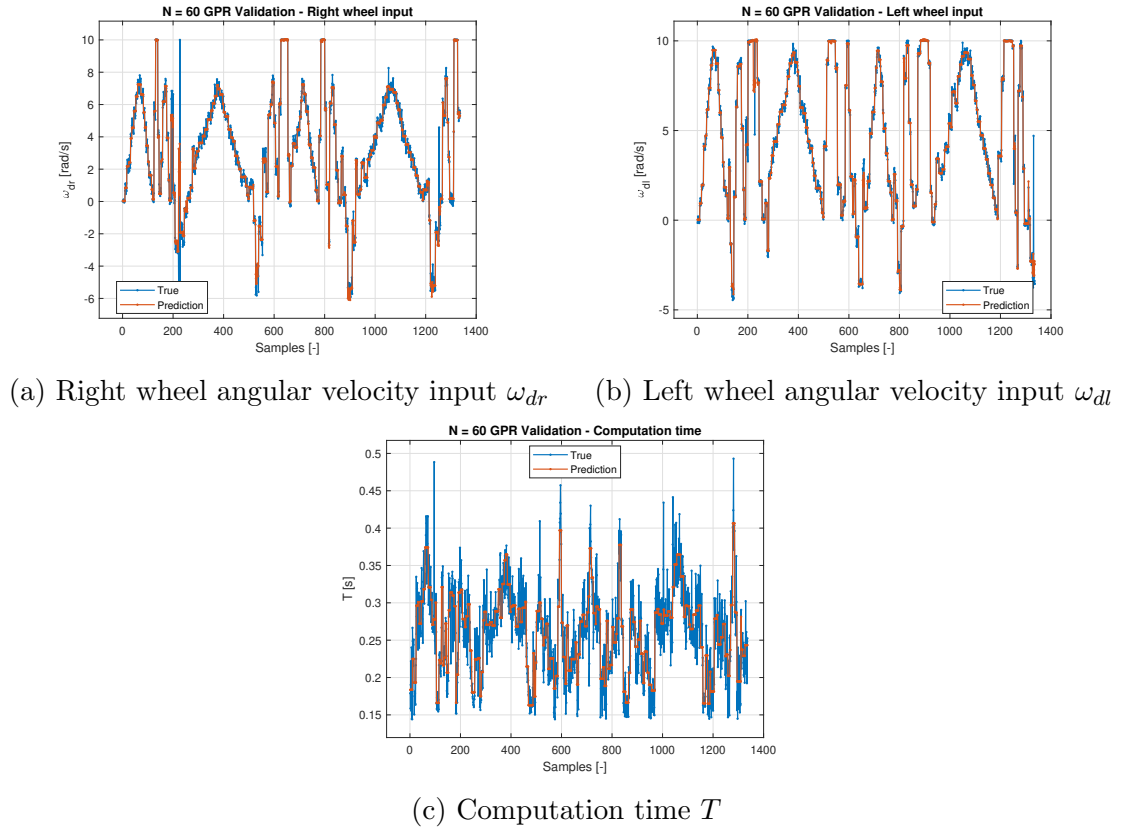 N = 60 GPR Validation - Right wheel input
10
8
6
4
2
0
-2
-4
-6
ω_dr [rad/s]
True
Prediction
0 200 400 600 800 1000 1200 1400
Samples [-]
(a) Right wheel angular velocity input ω_dr
N = 60 GPR Validation - Left wheel input
10
5
0
-5
ω_dl [rad/s]
True
Prediction
0 200 400 600 800 1000 1200 1400
Samples [-]
(b) Left wheel angular velocity input ω_dl
N = 60 GPR Validation - Computation time
0.5
0.45
0.4
0.35
0.3
0.25
0.2
0.15
T [s]
True
Prediction
0 200 400 600 800 1000 1200 1400
Samples [-]
(c) Computation time T